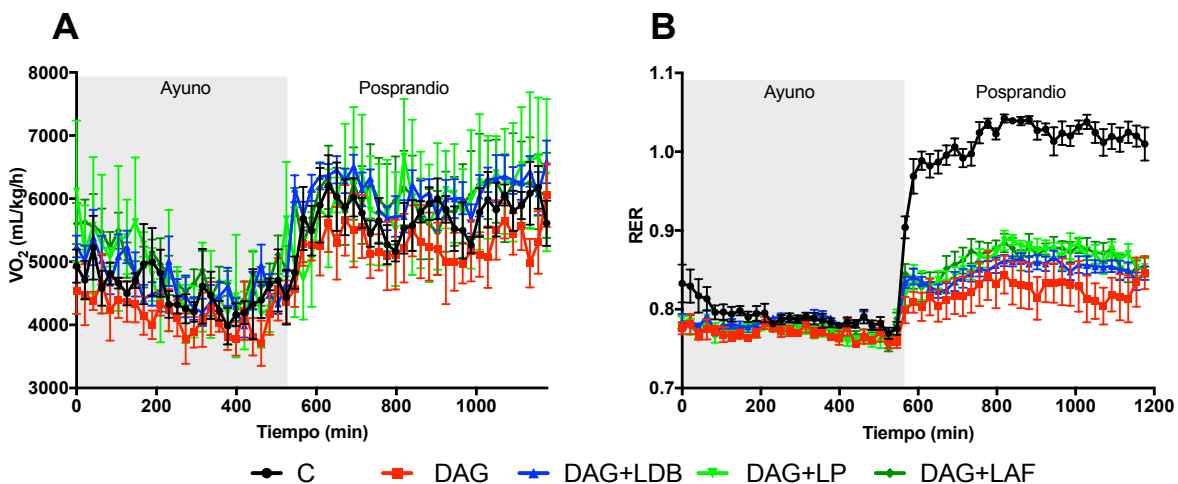 A
B
8000
7000
6000
5000
4000
3000
VO2 (mL/kg/h)
Ayuno
Posprandio
0 200 400 600 800 1000
Tiempo (min)
1.1
1.0
0.9
0.8
0.7
RER
Ayuno
Posprandio
0 200 400 600 800 1000 1200
Tiempo (min)
C DAG DAG+LDB DAG+LP DAG+LAF